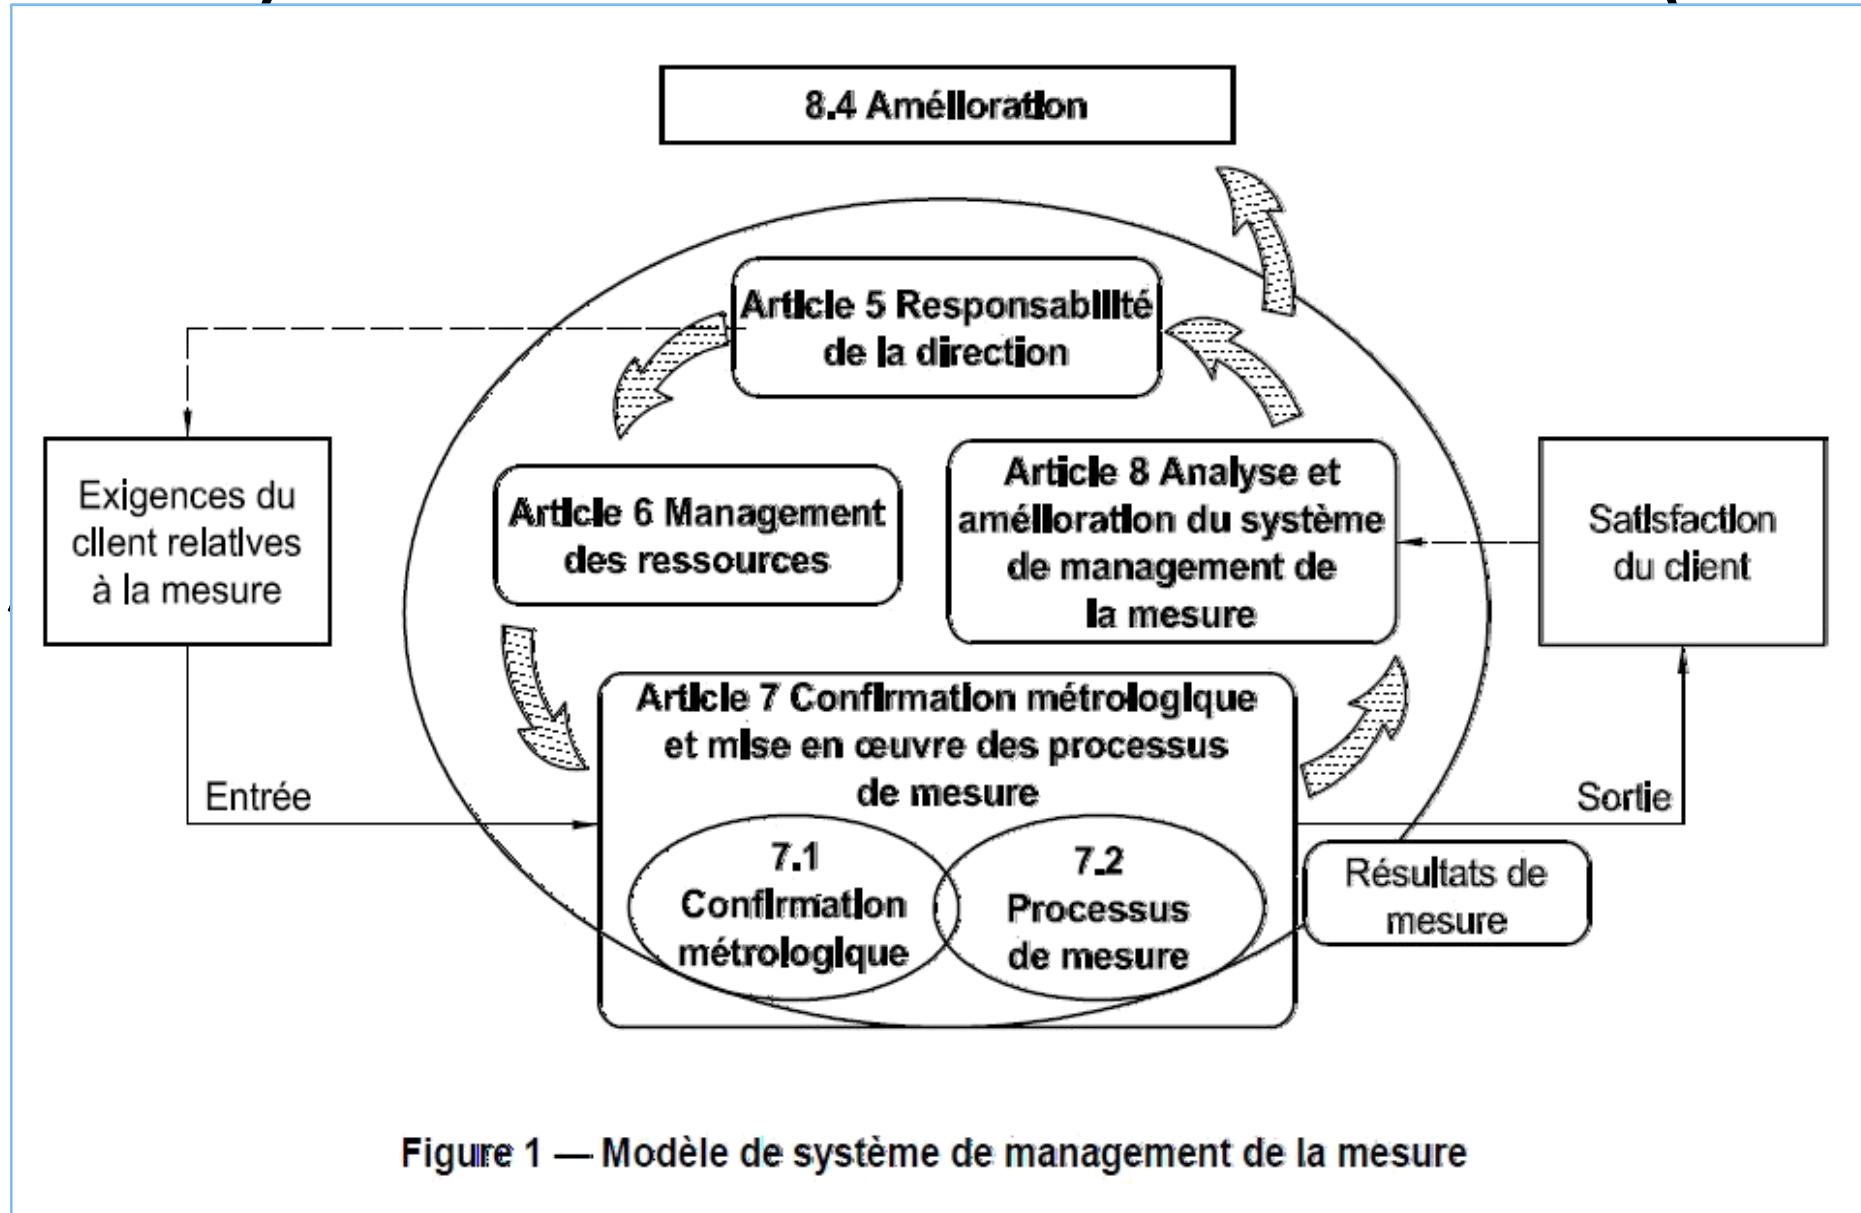 8.4 Amélioration
Article 5 Responsabilité
de la direction
Exigences du
client relatives
à la mesure
Article 6 Management
des ressources
Article 8 Analyse et
amélioration du système
de management de
la mesure
Satisfaction
du client
Article 7 Confirmation métrologique
et mise en œuvre des processus
de mesure
Entrée
Sortie
7.1
Confirmation
métrologique
7.2
Processus
de mesure
Résultats de
mesure
Figure 1 — Modèle de système de management de la mesure